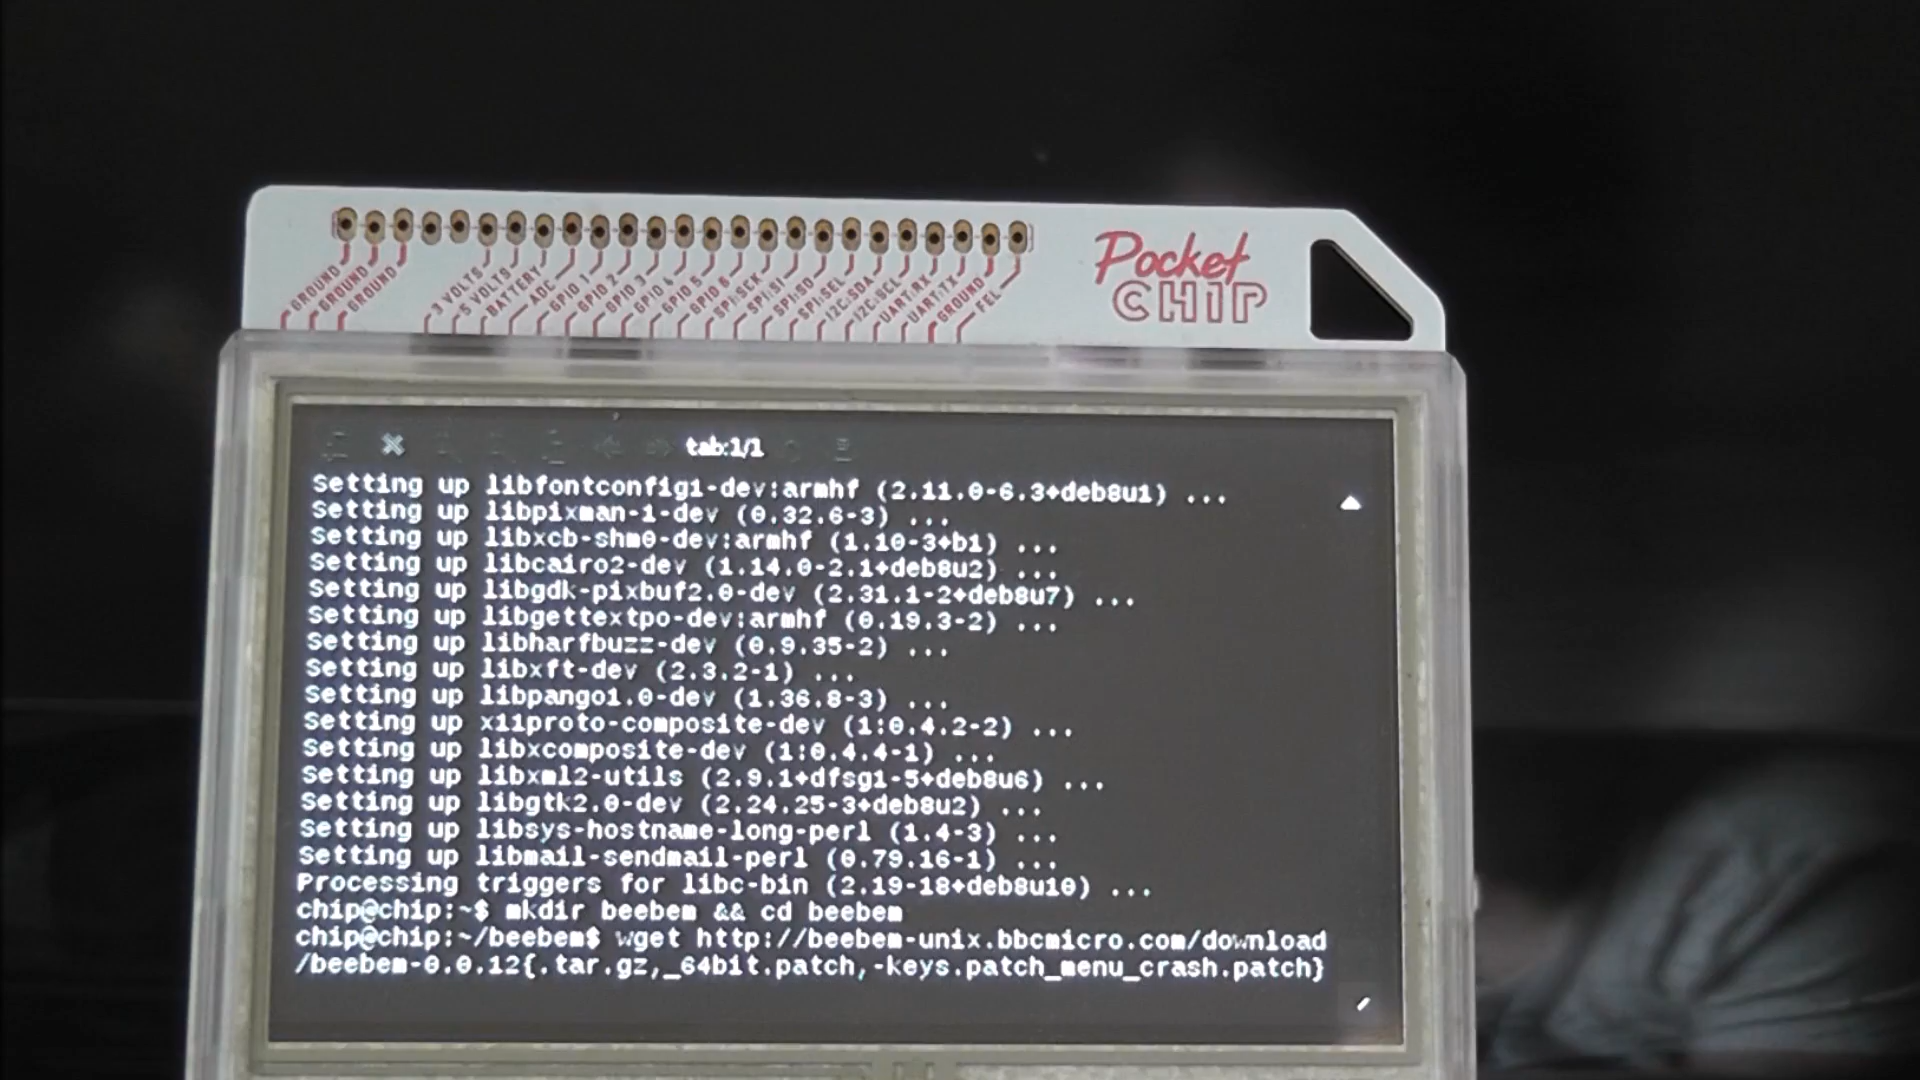 GROUND
GROUND
GROUND
3 VOLTS
5 VOLTS
BATTERY
ADC
GPIO 1
GPIO 2
GPIO 3
GPIO 4
GPIO 5
GPIO 6
SPI:SCK
SPI:SI
SPI:SO
SPI:SEL
I2C:SDA
I2C:SCL
UART:RX
UART:TX
GROUND
FEL
Pocket
CHIP
tab:1/1
Setting up libfontconfig1-dev:armhf (2.11.0-6.3+deb8u1) ...
Setting up libpixman-1-dev (0.32.6-3) ...
Setting up libxcb-shm0-dev:armhf (1.10-3+b1) ...
Setting up libcairo2-dev (1.14.0-2.1+deb8u2) ...
Setting up libgdk-pixbuf2.0-dev (2.31.1-2+deb8u7) ...
Setting up libgettextpo-dev:armhf (0.19.3-2) ...
Setting up libharfbuzz-dev (0.9.35-2) ...
Setting up libxft-dev (2.3.2-1) ...
Setting up libpango1.0-dev (1.36.8-3) ...
Setting up x11proto-composite-dev (1:0.4.2-2) ...
Setting up libxcomposite-dev (1:0.4.4-1) ...
Setting up libxml2-utils (2.9.1+dfsg1-5+deb8u6) ...
Setting up libgtk2.0-dev (2.24.25-3+deb8u2) ...
Setting up libsys-hostname-long-perl (1.4-3) ...
Setting up libmail-sendmail-perl (0.79.16-1) ...
Processing triggers for libc-bin (2.19-18+deb8u10) ...
chip@chip:~$ mkdir beebem && cd beebem
chip@chip:~/beebem$ wget http://beebem-unix.bbcmicro.com/download
/beebem-0.0.12{.tar.gz,_64bit.patch,-keys.patch_menu_crash.patch}